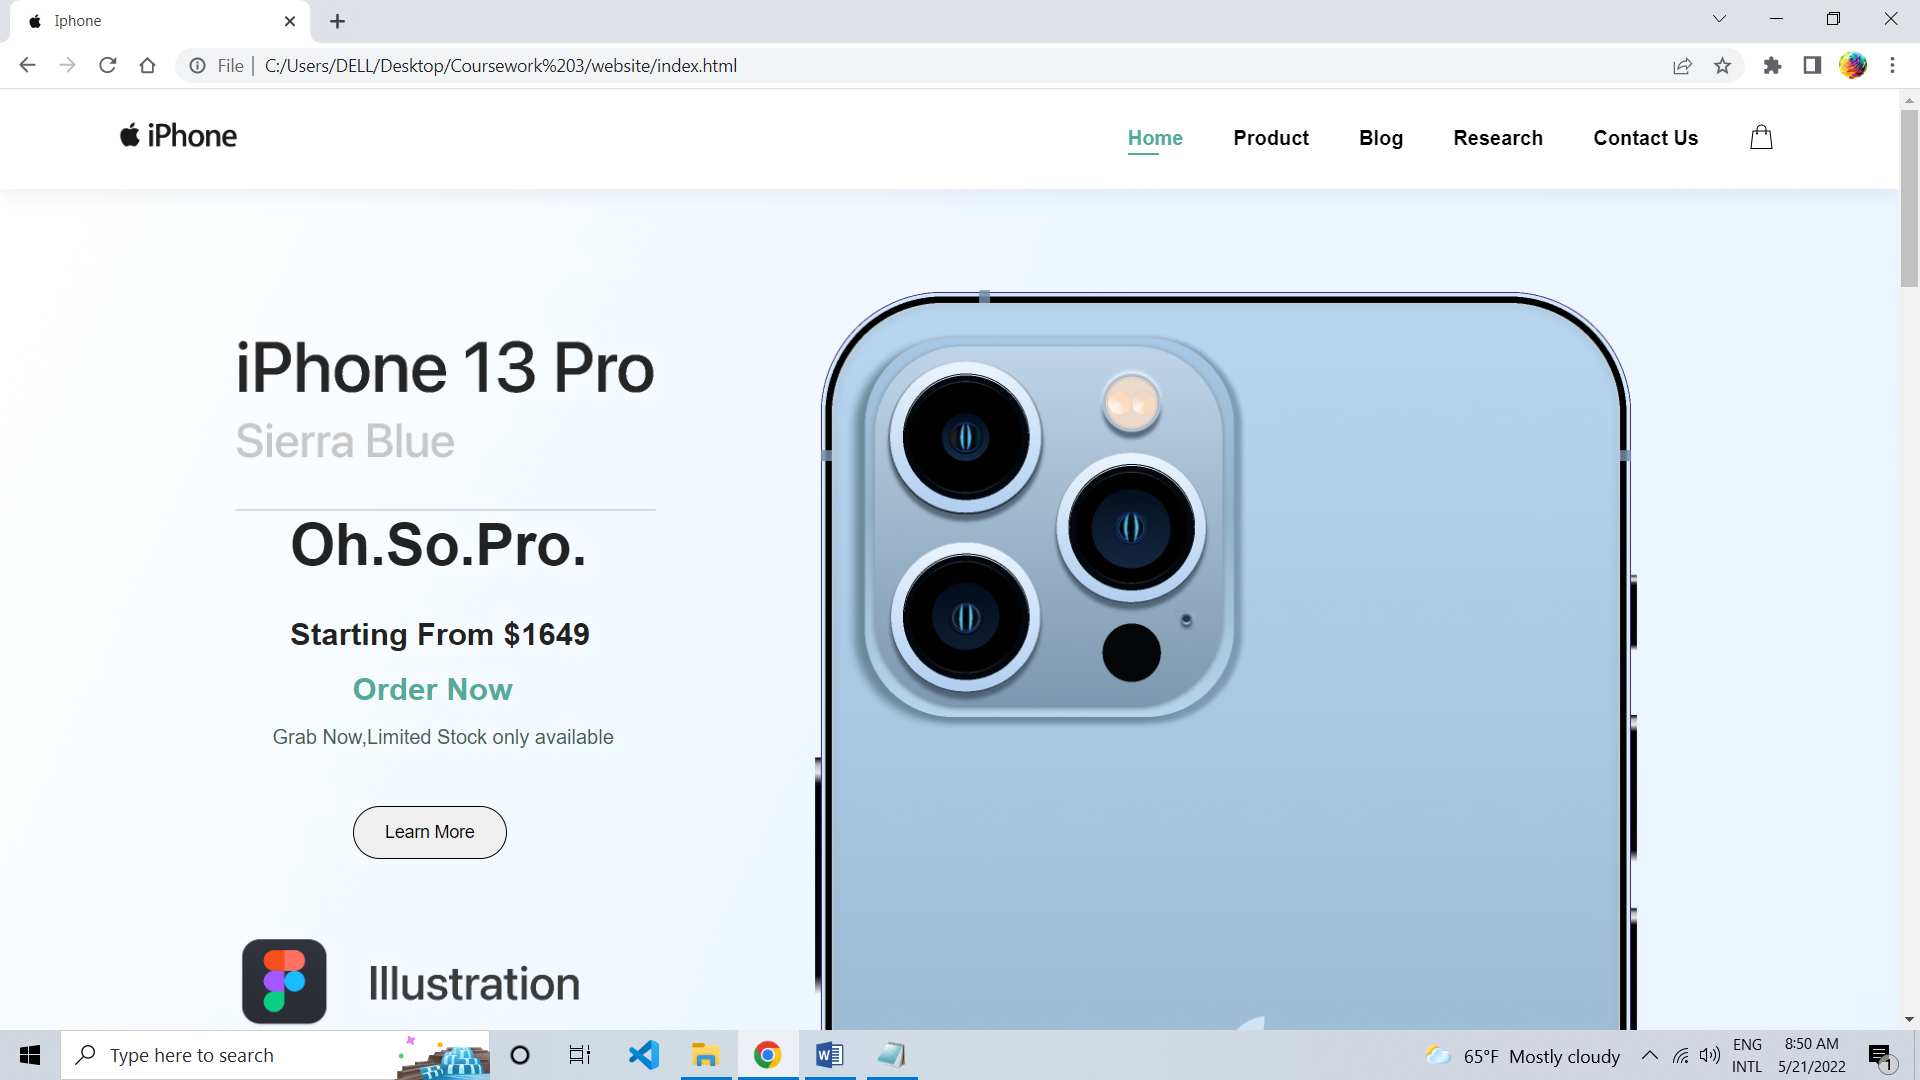 Iphone
File | C:/Users/DELL/Desktop/Coursework%203/website/index.html
iPhone
Home Product Blog Research Contact Us
iPhone 13 Pro
Sierra Blue
Oh.So.Pro.
Starting From $1649
Order Now
Grab Now,Limited Stock only available
Learn More
Illustration
Type here to search
65°F Mostly cloudy
ENG
INTL
8:50 AM
5/21/2022
1